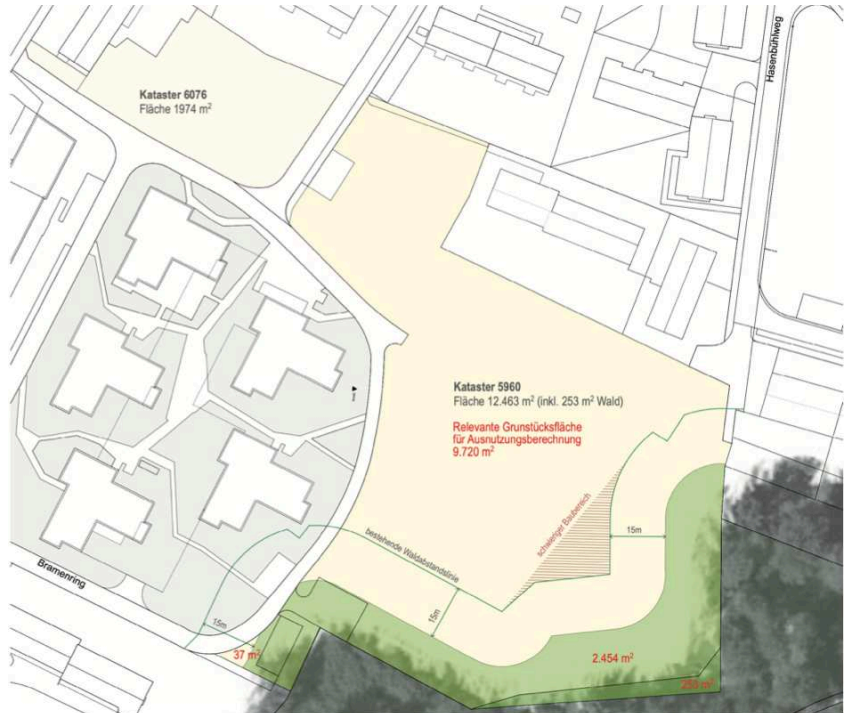 Hasenbühlweg
Kataster 6076
Fläche 1974 m²
Kataster 5960
Fläche 12.463 m² (inkl. 253 m² Wald)
Relevante Grunstücksfläche
für Ausnutzungsberechnung
9.720 m²
schwieriger Baubereich
15m
bestehende Waldabstandslinie
15m
Bramenring
15m
37 m²
2.454 m²
253 m²